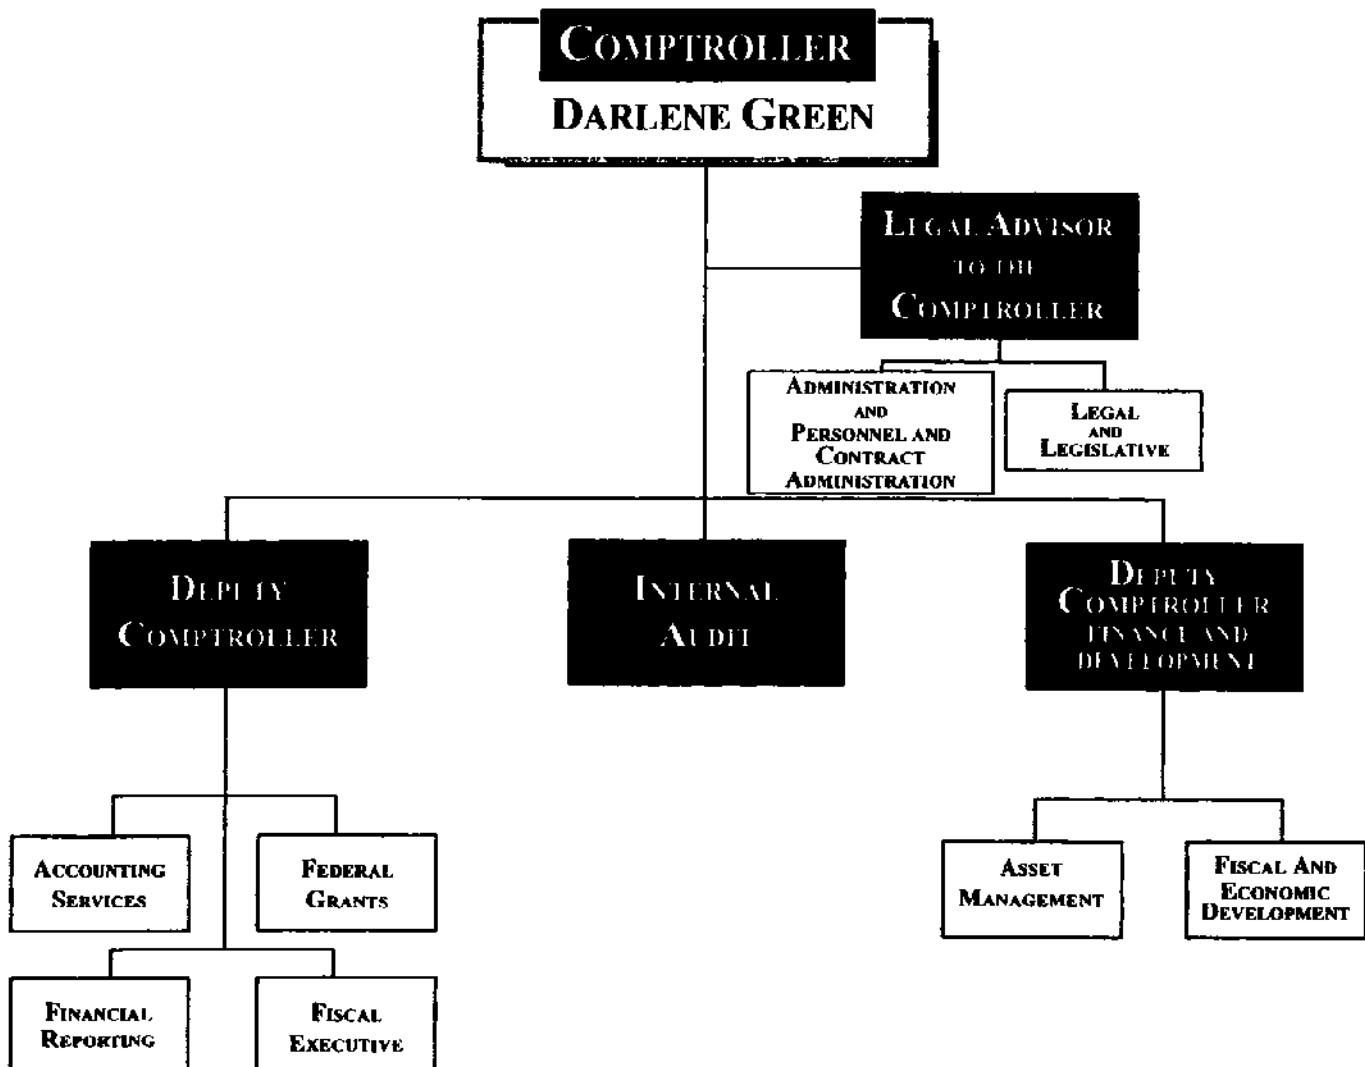 COMPTROLLER
DARLENE GREEN
LEGAL ADVISOR
TO THE
COMPTROLLER
ADMINISTRATION
AND
PERSONNEL AND
CONTRACT
ADMINISTRATION
LEGAL
AND
LEGISLATIVE
DEPUTY
COMPTROLLER
INTERNAL
AUDIT
DEPUTY
COMPTROLLER
FINANCE AND
DEVELOPMENT
ACCOUNTING
SERVICES
FEDERAL
GRANTS
ASSET
MANAGEMENT
FISCAL AND
ECONOMIC
DEVELOPMENT
FINANCIAL
REPORTING
FISCAL
EXECUTIVE